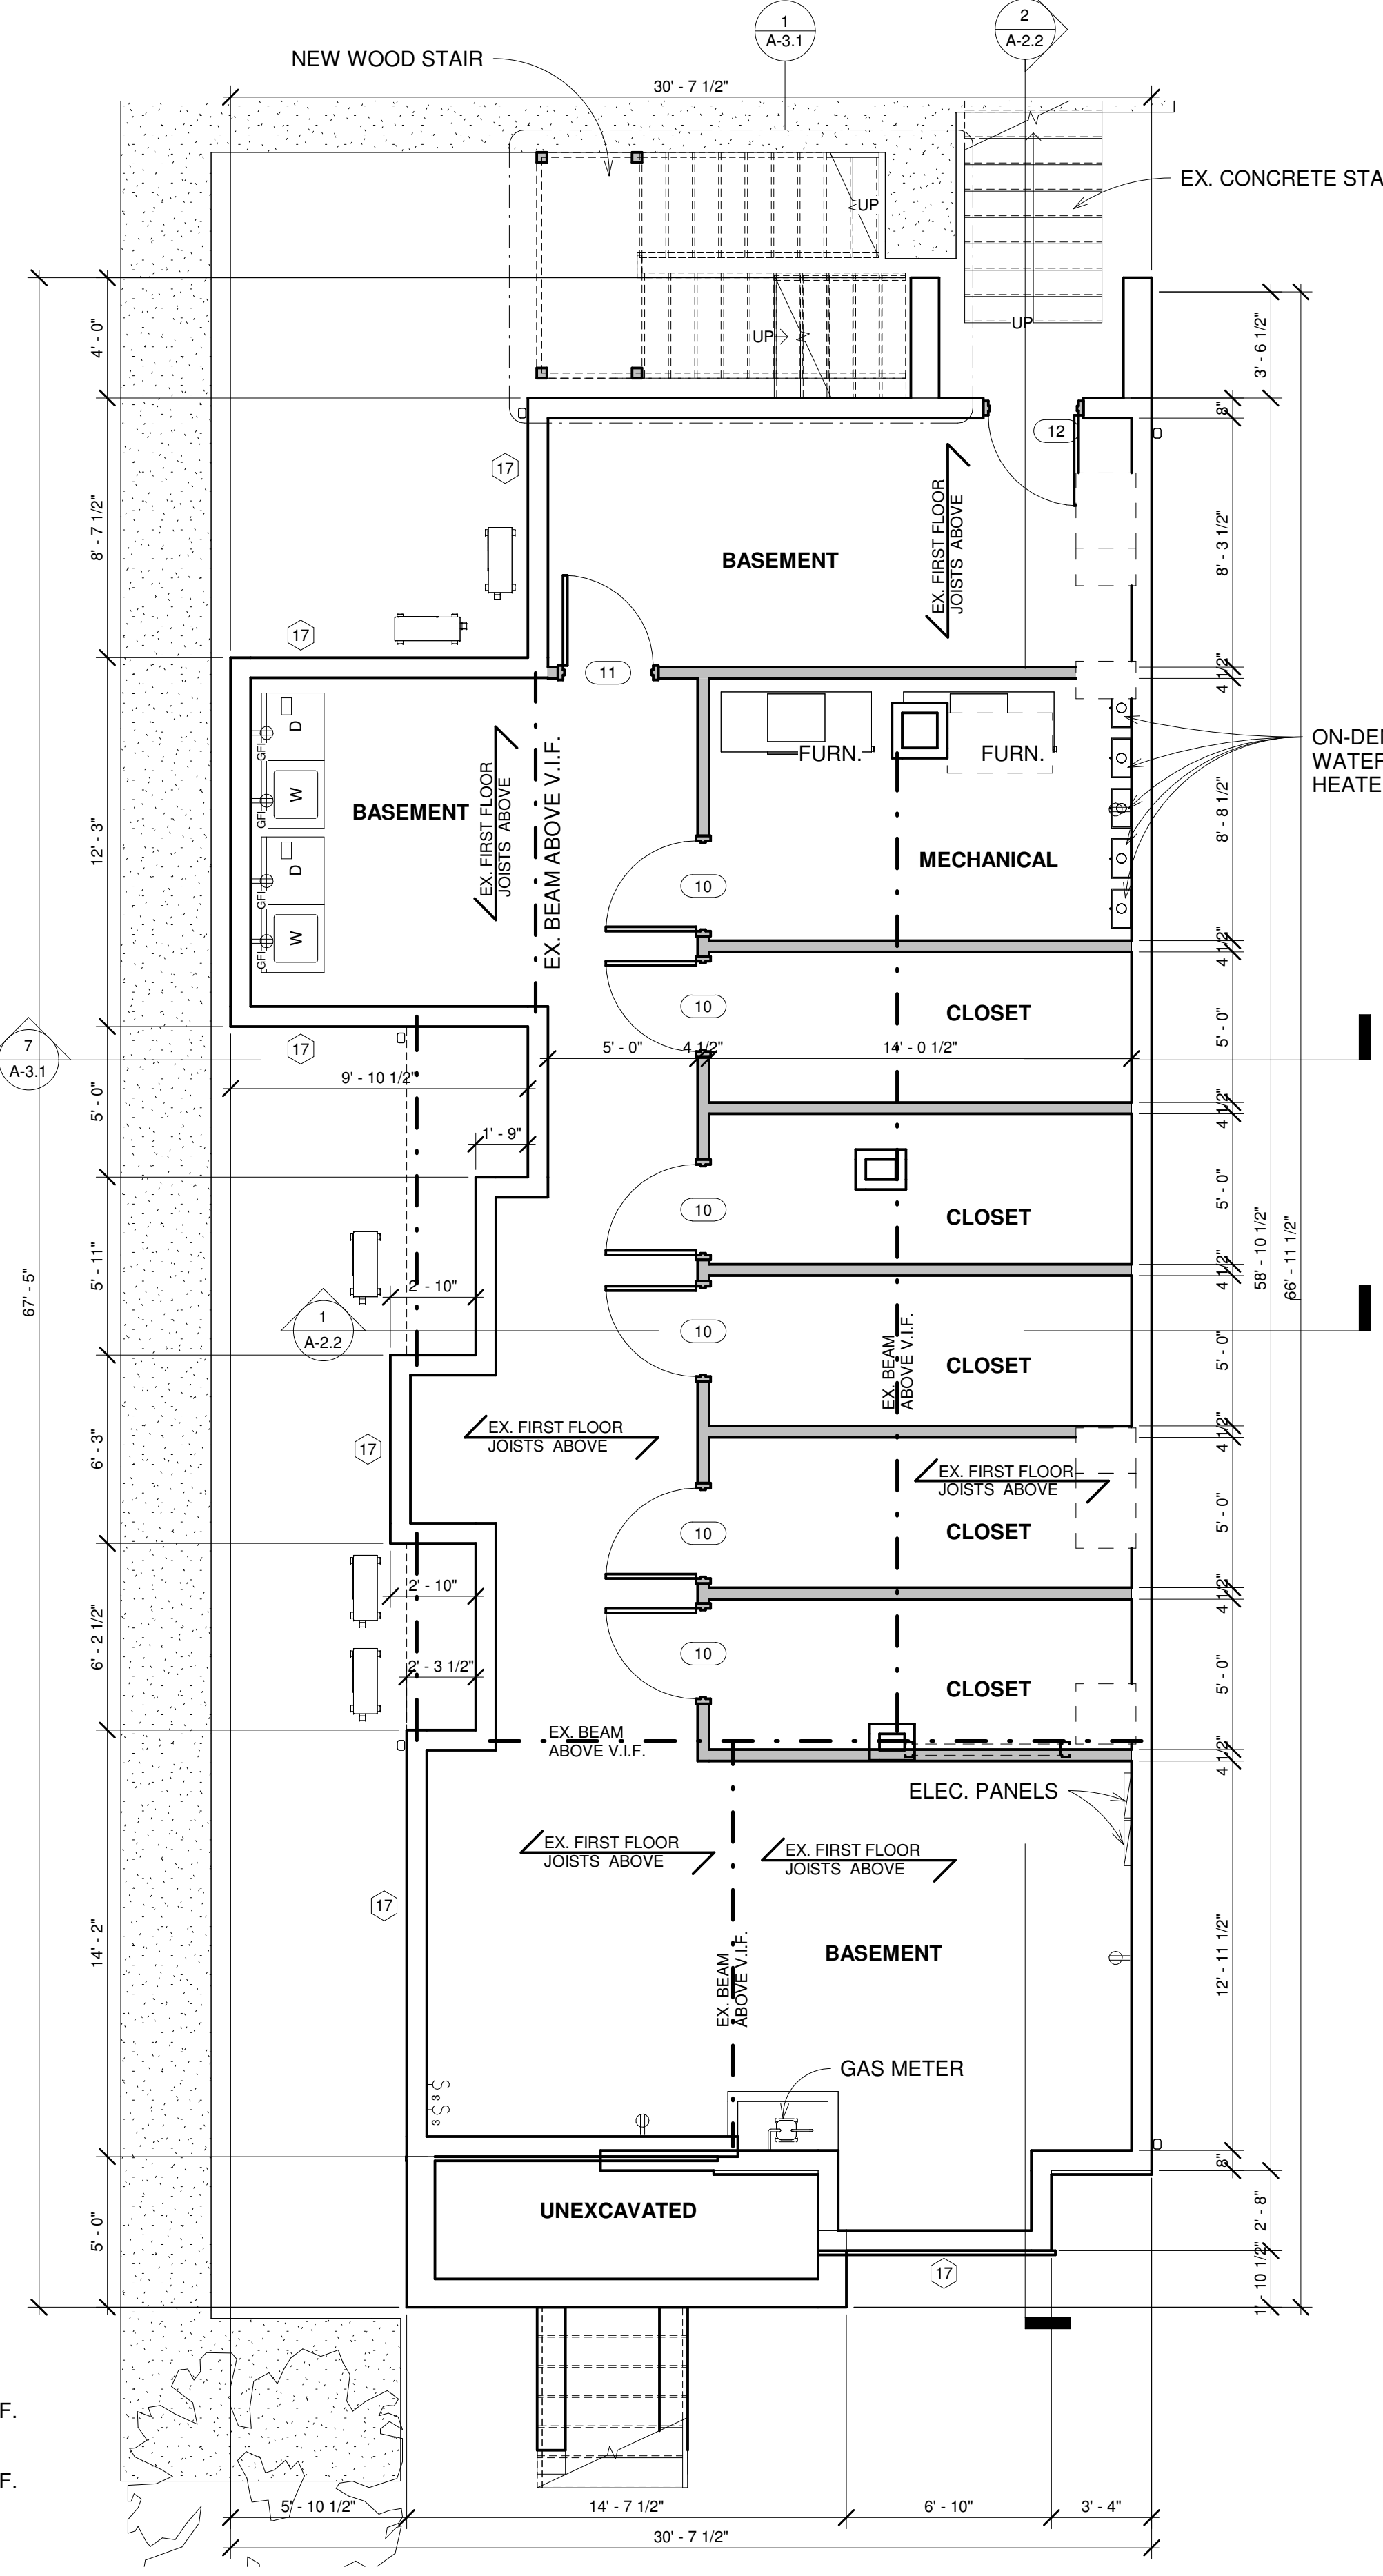 1
A-3.1
2
A-2.2
NEW WOOD STAIR
30' - 7 1/2"
EX. CONCRETE STA
UP
UP
UP
4' - 0"
3' - 6 1/2"
8"
12
17
8' - 7 1/2"
EX. FIRST FLOOR
JOISTS ABOVE
8' - 3 1/2"
BASEMENT
17
11
4 1/2"
D
GFI
W
GFI
D
GFI
W
GFI
BASEMENT
EX. FIRST FLOOR
JOISTS ABOVE
EX. BEAM ABOVE V.I.F.
FURN.
FURN.
ON-DE
WATER
HEATE
12' - 3"
8' - 8 1/2"
MECHANICAL
10
4 1/2"
10
CLOSET
5' - 0"
7
A-3.1
17
5' - 0"
4 1/2"
14' - 0 1/2"
9' - 10 1/2"
5' - 0"
4 1/2"
1' - 9"
10
CLOSET
5' - 0"
5' - 11"
58' - 10 1/2"
66' - 11 1/2"
67' - 5"
2' - 10"
4 1/2"
1
A-2.2
10
EX. BEAM
ABOVE V.I.F.
CLOSET
5' - 0"
17
6' - 3"
EX. FIRST FLOOR
JOISTS ABOVE
4 1/2"
EX. FIRST FLOOR
JOISTS ABOVE
10
CLOSET
5' - 0"
2' - 10"
4 1/2"
6' - 2 1/2"
10
2' - 3 1/2"
CLOSET
5' - 0"
EX. BEAM
ABOVE V.I.F.
4 1/2"
ELEC. PANELS
EX. FIRST FLOOR
JOISTS ABOVE
EX. FIRST FLOOR
JOISTS ABOVE
17
14' - 2"
BASEMENT
12' - 11 1/2"
EX. BEAM
ABOVE V.I.F.
GAS METER
3
3
8"
UNEXCAVATED
5' - 0"
2' - 8"
17
1' - 10 1/2"
F.
F.
5' - 10 1/2"
14' - 7 1/2"
6' - 10"
3' - 4"
30' - 7 1/2"